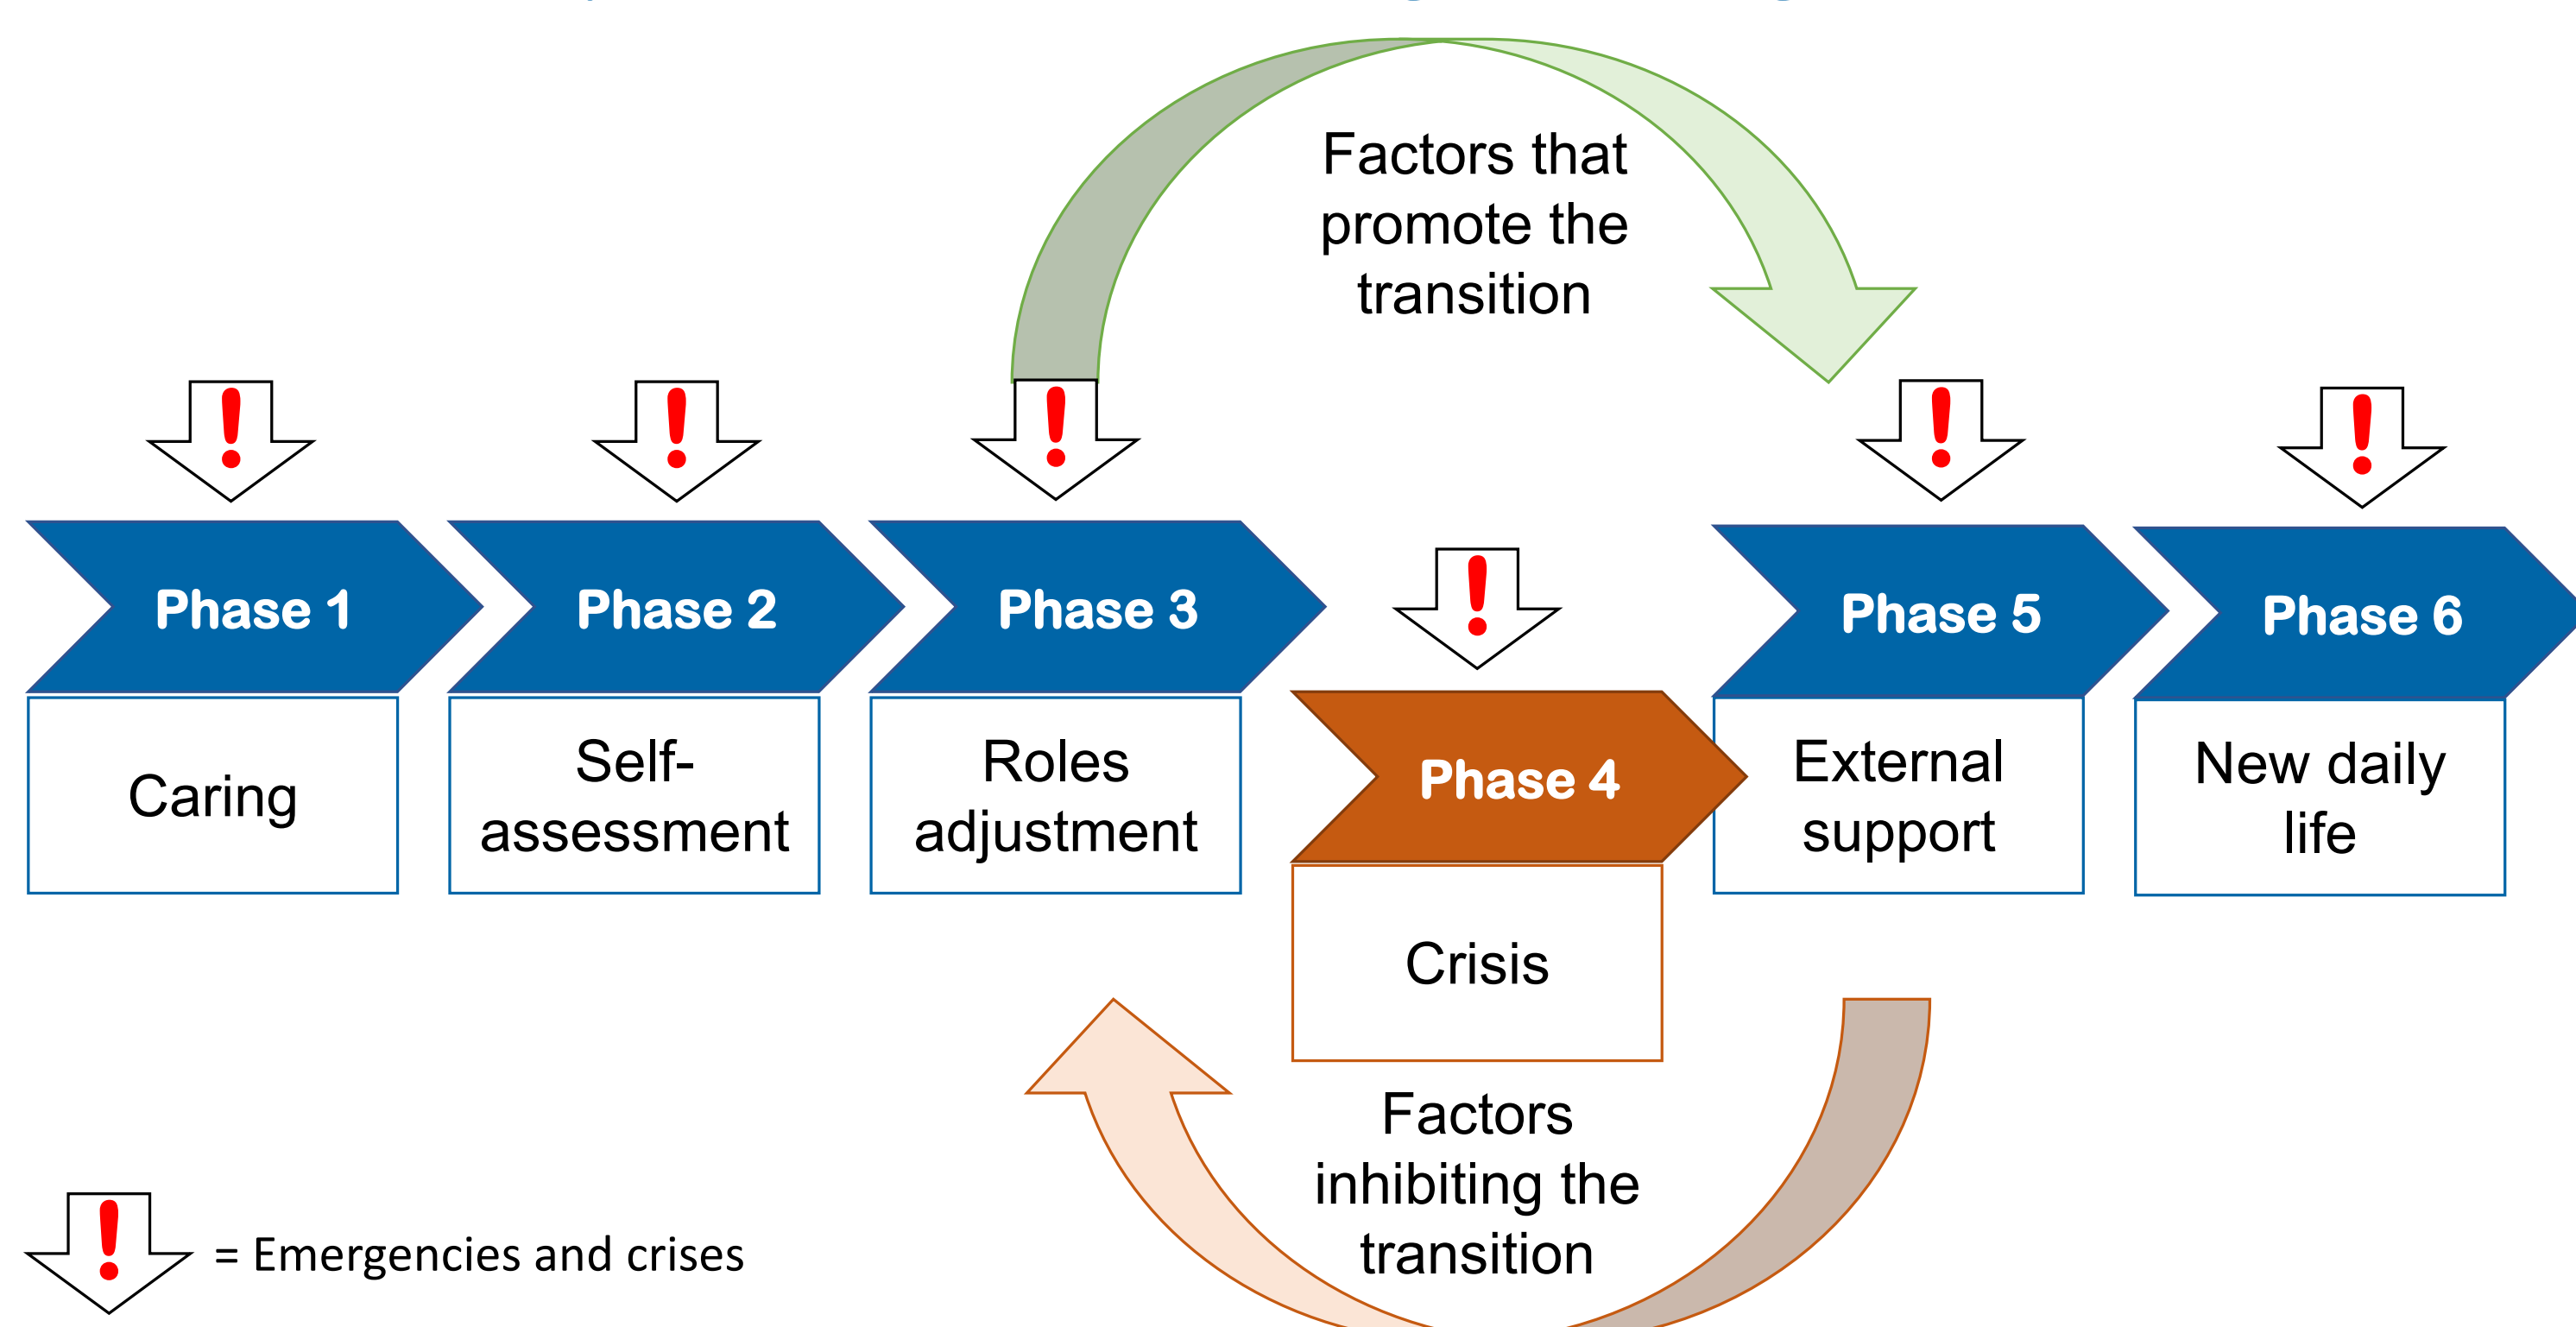 Factors that
promote the
transition
!
!
!
!
!
!
Phase 1
Phase 2
Phase 3
Phase 4
Phase 5
Phase 6
Caring
Self-
assessment
Roles
adjustment
Crisis
External
support
New daily
life
Factors
inhibiting the
transition
!
= Emergencies and crises